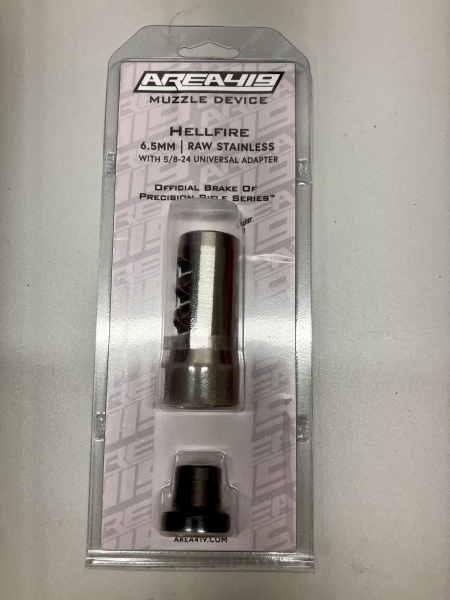 AREA419
MUZZLE DEVICE
HELLFIRE
6.5MM | RAW STAINLESS
WITH 5/8-24 UNIVERSAL ADAPTER
OFFICIAL BRAKE OF
PRECISION RIFLE SERIES™
AREA419.COM